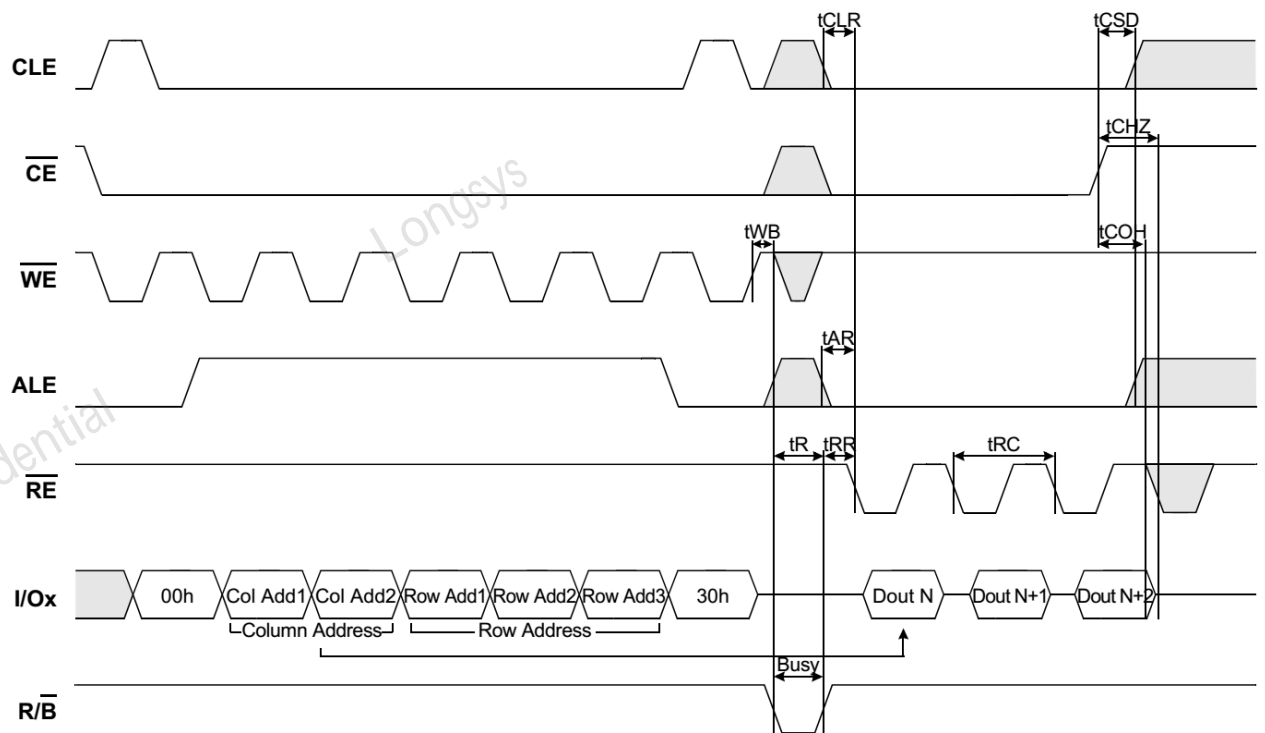 tCLR
tCSD
CLE
tCHZ
CE
Longsys
tWB
tCOH
WE
tAR
ALE
dential
tR
tRR
tRC
RE
I/Ox
00h
Col Add1
Col Add2
Row Add1
Row Add2
Row Add3
30h
Dout N
Dout N+1
Dout N+2
Column Address
Row Address
Busy
R/B